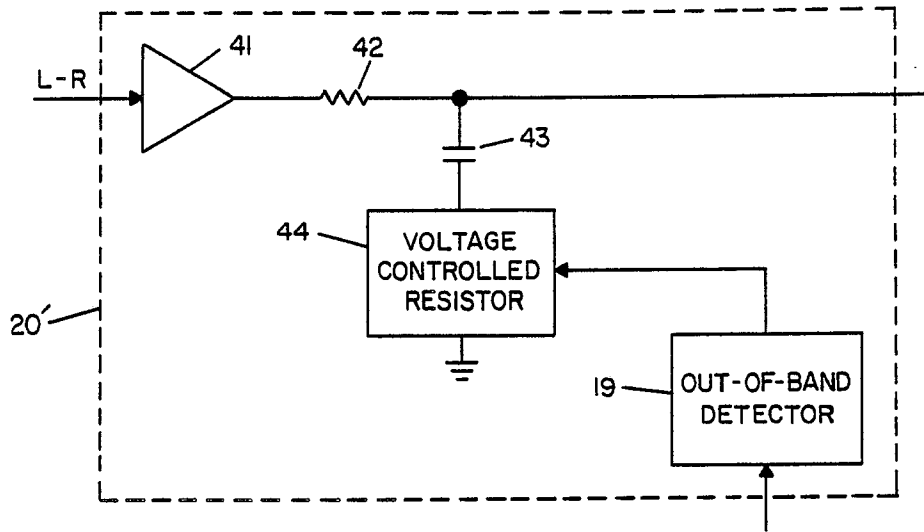 41
42
L-R
43
44
VOLTAGE
CONTROLLED
RESISTOR
20'
19
OUT-OF-BAND
DETECTOR